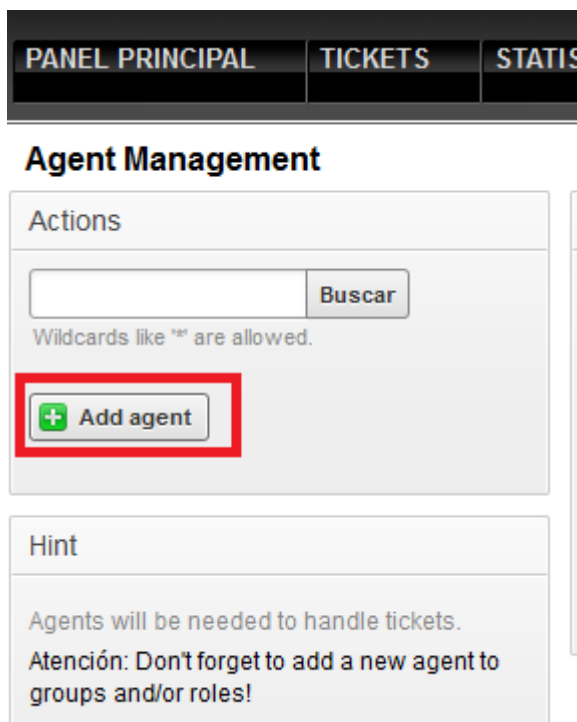 PANEL PRINCIPAL TICKETS
Agent Management
Actions
Buscar
Wildcards like '*' are allowed.
Add agent
Hint
Agents will be needed to handle tickets.
Atención: Don't forget to add a new agent to
groups and/or roles!